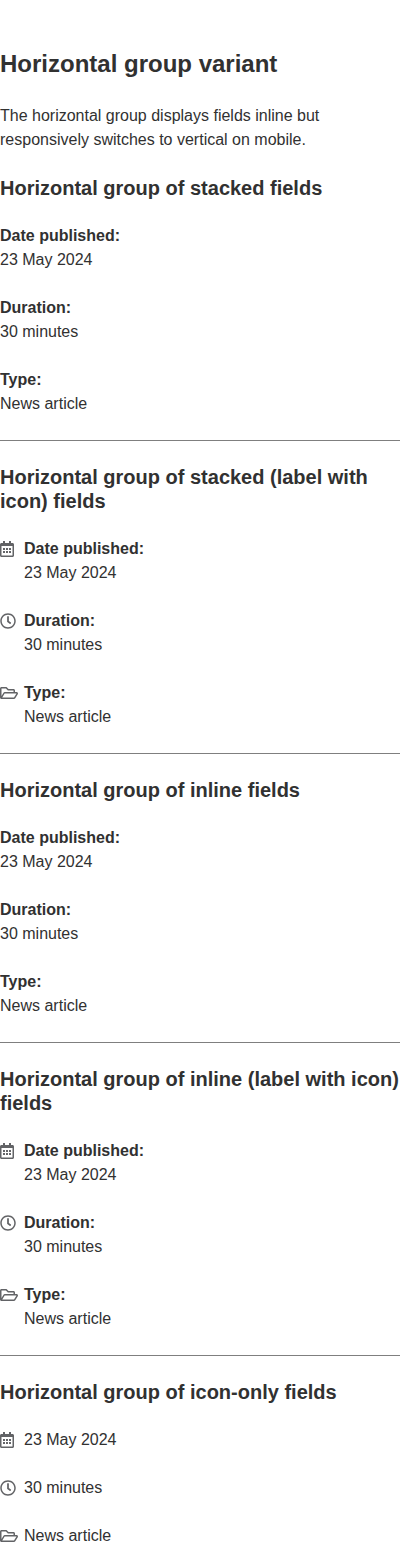 Horizontal group variant
The horizontal group displays fields inline but
responsively switches to vertical on mobile.
Horizontal group of stacked fields
Date published:
23 May 2024
Duration:
30 minutes
Type:
News article
Horizontal group of stacked (label with
icon) fields
Date published:
23 May 2024
Duration:
30 minutes
Type:
News article
Horizontal group of inline fields
Date published:
23 May 2024
Duration:
30 minutes
Type:
News article
Horizontal group of inline (label with icon)
fields
Date published:
23 May 2024
Duration:
30 minutes
Type:
News article
Horizontal group of icon-only fields
23 May 2024
30 minutes
News article